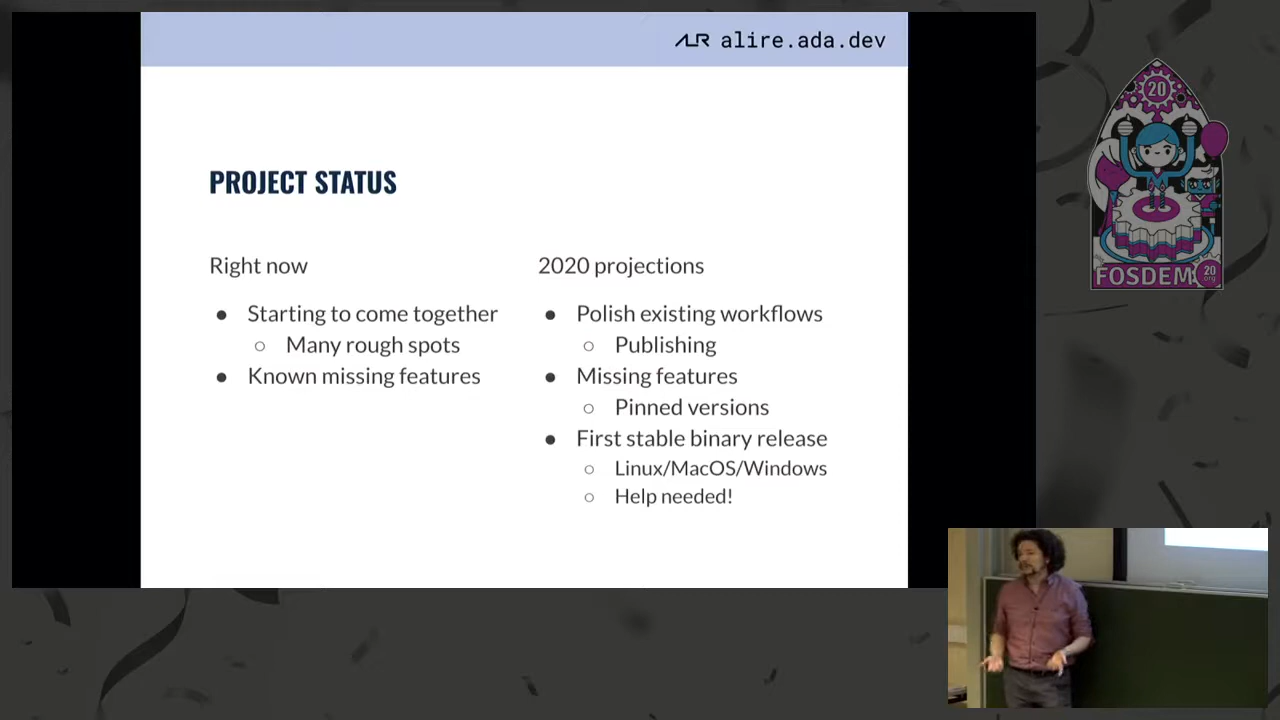 ALR alire.ada.dev
PROJECT STATUS
Right now
● Starting to come together
○ Many rough spots
● Known missing features
2020 projections
● Polish existing workflows
○ Publishing
● Missing features
○ Pinned versions
● First stable binary release
○ Linux/MacOS/Windows
○ Help needed!
20
FOSDEM
20
.org